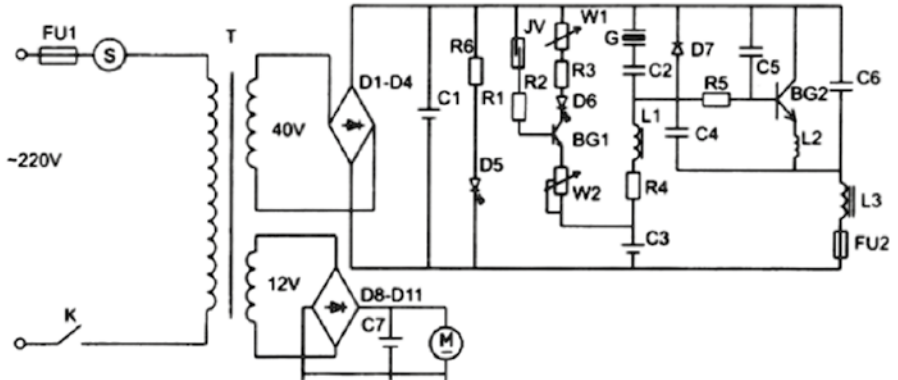 FU1
S
T
~220V
K
40V
D1-D4
12V
D8-D11
C7
M
C1
R6
D5
JV
R1
R2
W1
R3
D6
BG1
W2
G
C2
L1
R4
C3
D7
C4
R5
C5
BG2
L2
C6
L3
FU2